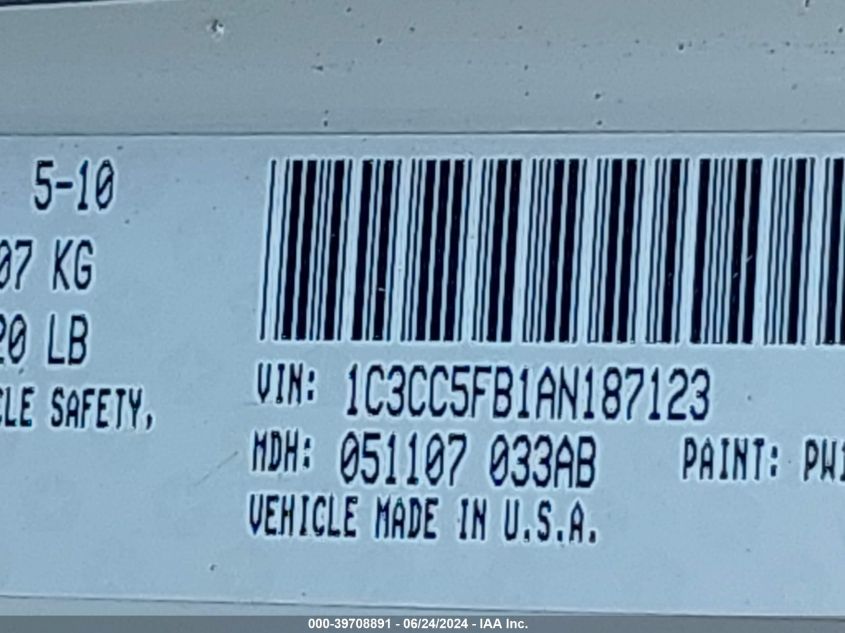 5-10
07 KG
20 LB
CLE SAFETY,
VIN: 1C3CC5FB1AN187123
MDH: 051107 033AB PAINT: PW1
VEHICLE MADE IN U.S.A.
000-39708891 - 06/24/2024 - IAA Inc.